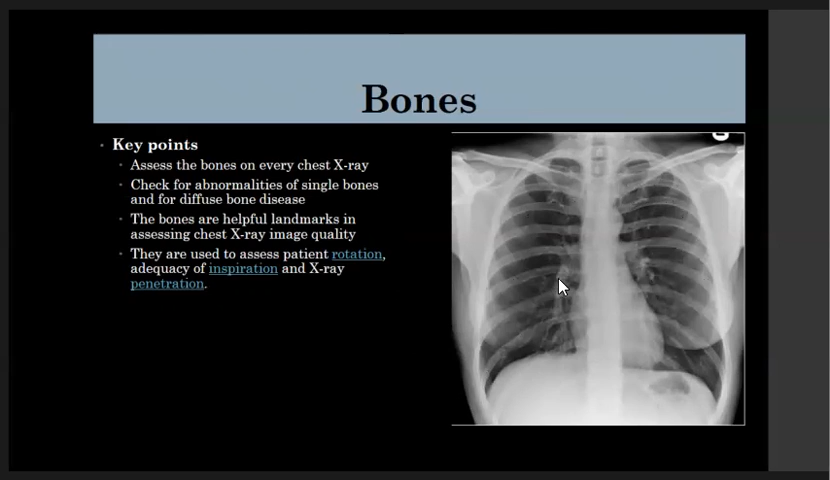 Bones
Key points
Assess the bones on every chest X-ray
Check for abnormalities of single bones
and for diffuse bone disease
The bones are helpful landmarks in
assessing chest X-ray image quality
They are used to assess patient rotation,
adequacy of inspiration and X-ray
penetration.